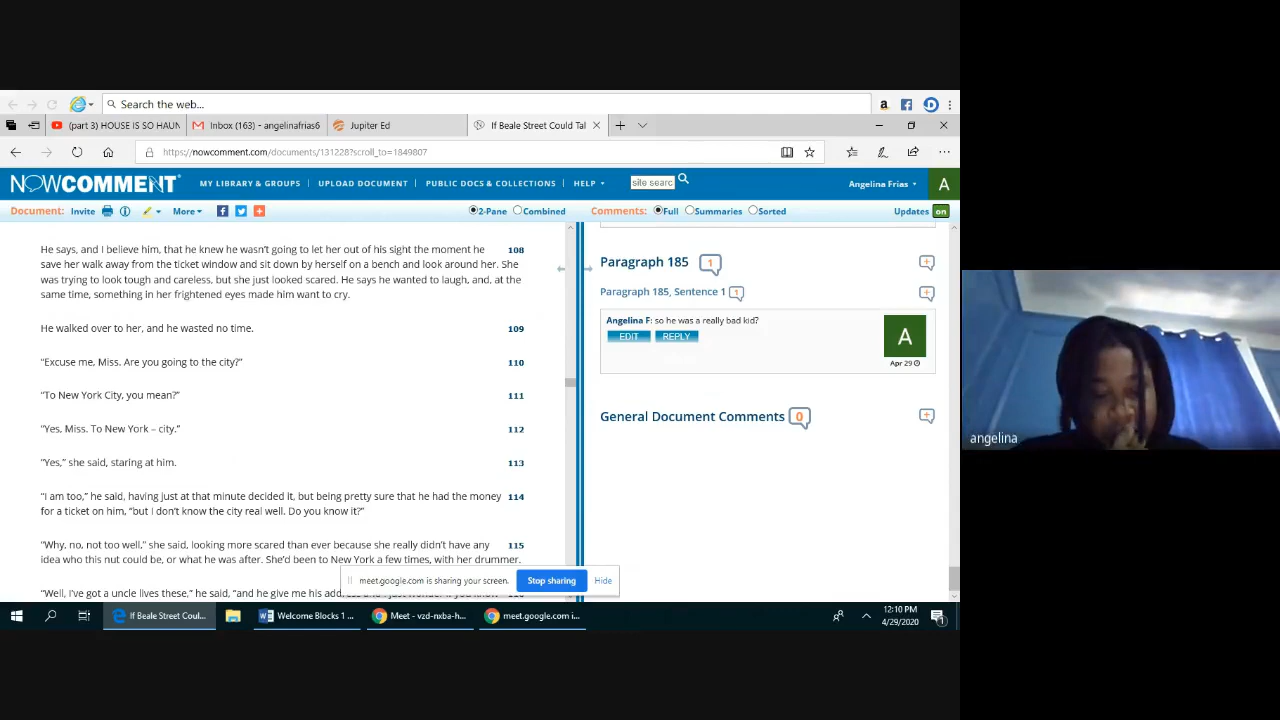 Search the web...
(part 3) HOUSE IS SO HAUN
Inbox (163) - angelinafrias6
Jupiter Ed
If Beale Street Could Tal
https://nowcomment.com/documents/131228?scroll_to=1849807
NOWCOMMENT
MY LIBRARY & GROUPS | UPLOAD DOCUMENT | PUBLIC DOCS & COLLECTIONS | HELP
site searc
Angelina Frias
A
Document: Invite
More
2-Pane Combined
Comments: Full Summaries Sorted
Updates on
He says, and I believe him, that he knew he wasn't going to let her out of his sight the moment he 108
save her walk away from the ticket window and sit down by herself on a bench and look around her. She
was trying to look tough and careless, but she just looked scared. He says he wanted to laugh, and, at the
same time, something in her frightened eyes made him want to cry.
He walked over to her, and he wasted no time. 109
"Excuse me, Miss. Are you going to the city?" 110
"To New York City, you mean?" 111
"Yes, Miss. To New York – city." 112
"Yes," she said, staring at him. 113
"I am too," he said, having just at that minute decided it, but being pretty sure that he had the money 114
for a ticket on him, "but I don't know the city real well. Do you know it?"
"Why, no, not too well," she said, looking more scared than ever because she really didn't have any 115
idea who this nut could be, or what he was after. She'd been to New York a few times, with her drummer.
"Well, I've got a uncle lives these," he said, "and he give me his
Paragraph 185 1
Paragraph 185, Sentence 1 1
Angelina F: so he was a really bad kid?
EDIT REPLY
A
Apr 29
General Document Comments 0
meet.google.com is sharing your screen. Stop sharing Hide
If Beale Street Coul...
Welcome Blocks 1 ...
Meet - vzd-nxba-h...
meet.google.com i...
12:10 PM
4/29/2020
1
angelina